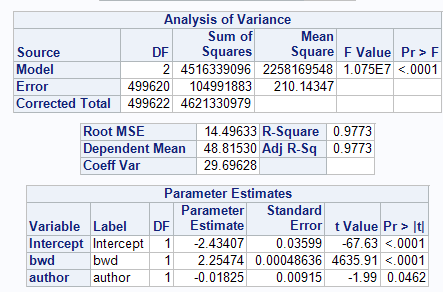 Analysis of Variance
Source DF Sum of Squares Mean Square F Value Pr > F
Model 2 4516339096 2258169548 1.075E7 <.0001
Error 499620 104991883 210.14347
Corrected Total 499622 4621330979
Root MSE 14.49633 R-Square 0.9773
Dependent Mean 48.81530 Adj R-Sq 0.9773
Coeff Var 29.69628
Parameter Estimates
Variable Label DF Parameter Estimate Standard Error t Value Pr > |t|
Intercept Intercept 1 -2.43407 0.03599 -67.63 <.0001
bwd bwd 1 2.25474 0.00048636 4635.91 <.0001
author author 1 -0.01825 0.00915 -1.99 0.0462